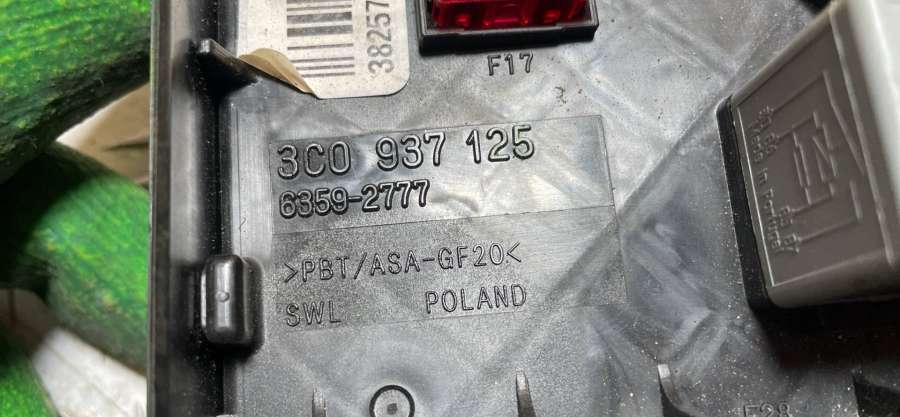 38257
F17
3C0 937 125
6359-2777
>PBT/ASA-GF20<
SWL POLAND